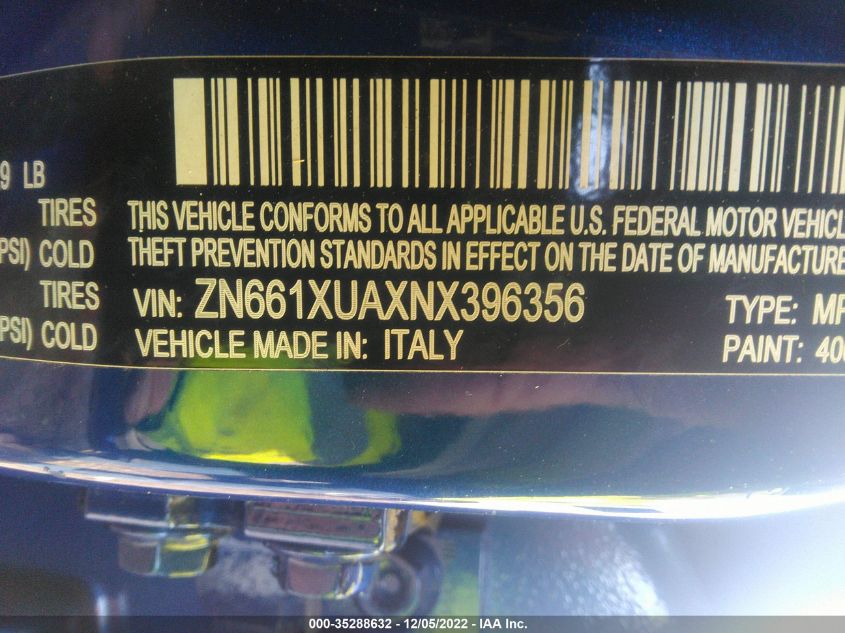 9 LB
TIRES
PSI) COLD
TIRES
PSI) COLD
THIS VEHICLE CONFORMS TO ALL APPLICABLE U.S. FEDERAL MOTOR VEHICL
THEFT PREVENTION STANDARDS IN EFFECT ON THE DATE OF MANUFACTURE
VIN: ZN661XUAXNX396356
TYPE: MP
VEHICLE MADE IN: ITALY
PAINT: 400
000-35288632 - 12/05/2022 - IAA Inc.